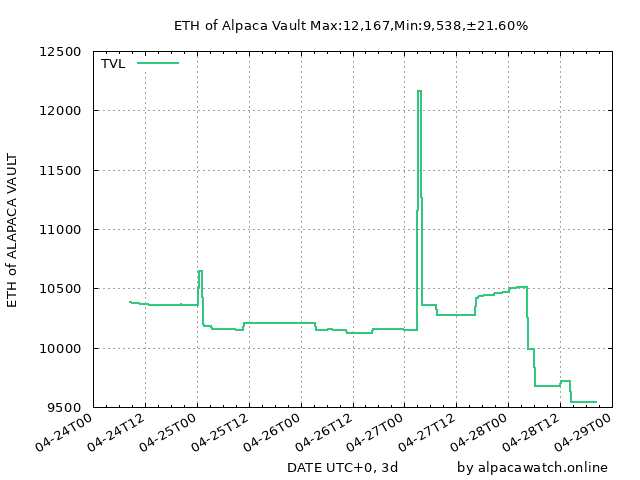 ETH of Alpaca Vault Max:12,167,Min:9,538,±21.60%
TVL
12500
12000
11500
11000
10500
10000
9500
ETH of ALAPACA VAULT
04-24T00
04-24T12
04-25T00
04-25T12
04-26T00
04-26T12
04-27T00
04-27T12
04-28T00
04-28T12
04-29T00
DATE UTC+0, 3d
by alpacawatch.online